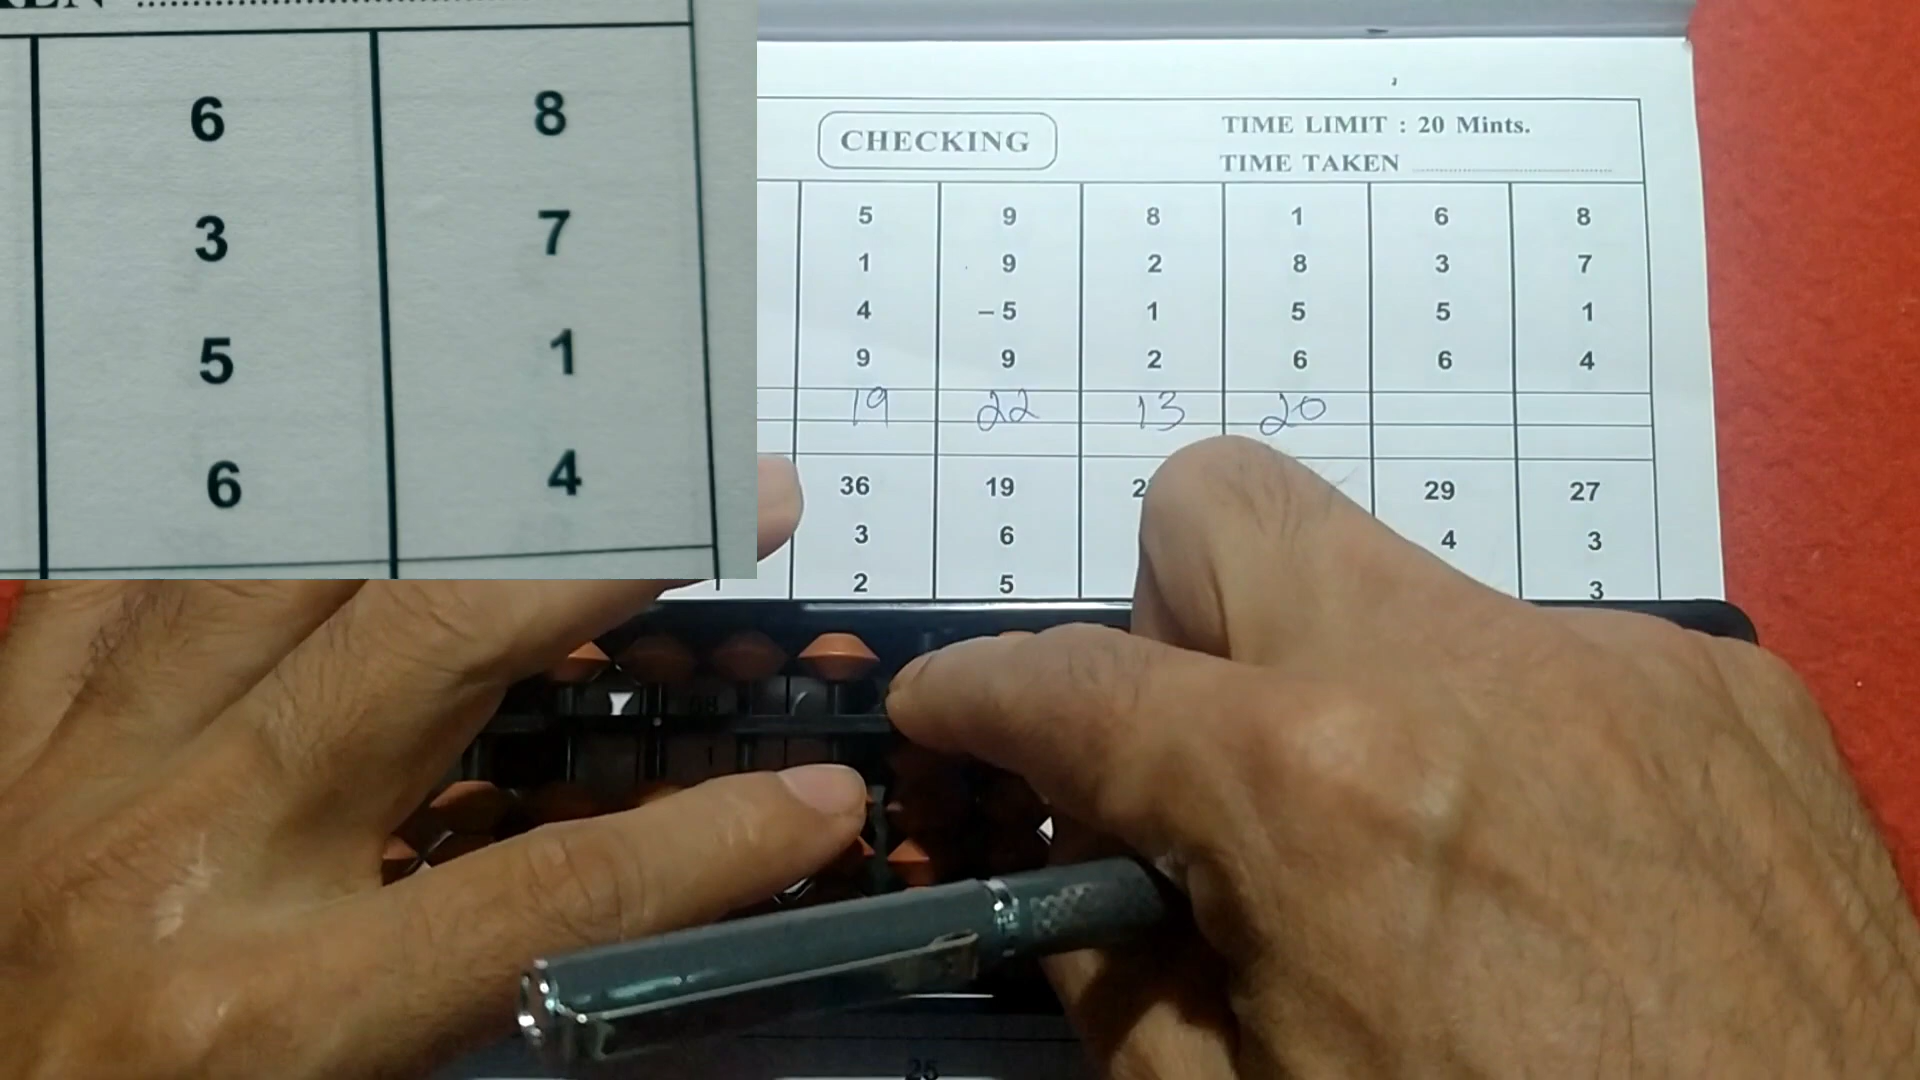 6 8
3 7
5 1
6 4
CHECKING
TIME LIMIT : 20 Mints.
TIME TAKEN ........................
5 9 8 1 6 8
1 9 2 8 3 7
4 – 5 1 5 5 1
9 9 2 6 6 4
19 22 13 20
36 19 29 27
3 6 4 3
2 5 3
25